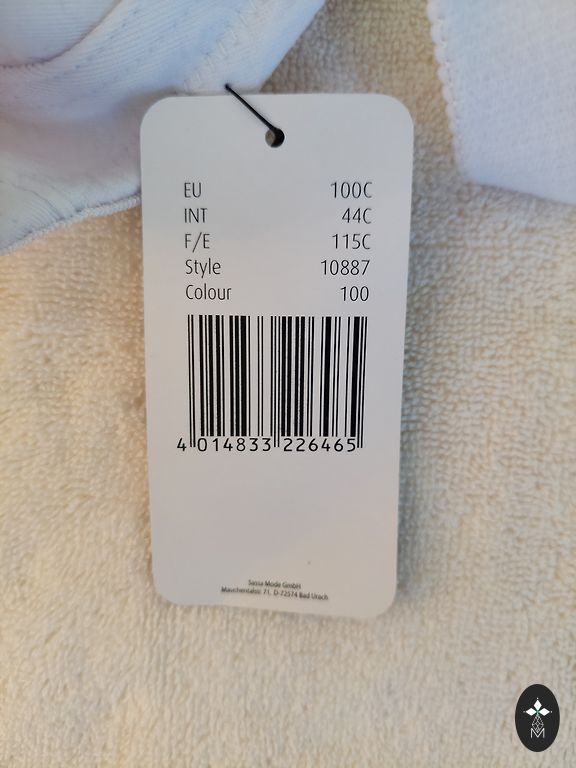 EU 100C
INT 44C
F/E 115C
Style 10887
Colour 100
4 014833 226465
Sassa Mode GmbH
Mauchentalstr. 71, D-72574 Bad Urach
M